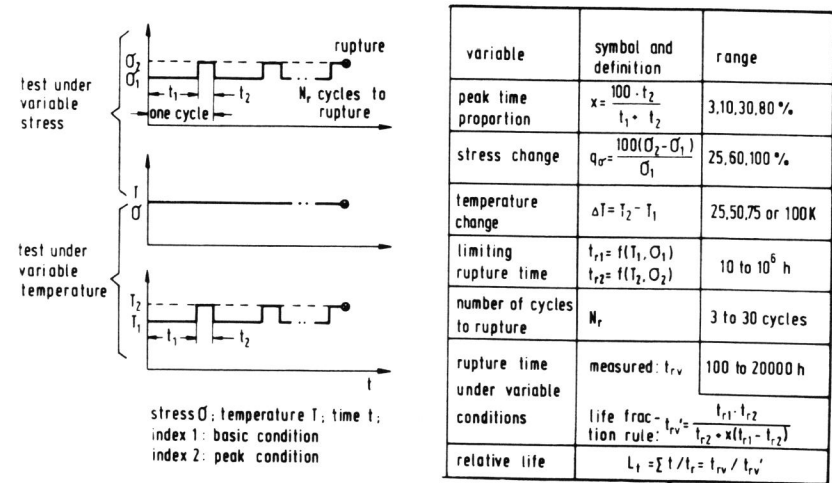 test under
variable
stress
σ₂
σ₁
rupture
t₁
t₂
Nᵣ cycles to
rupture
one cycle
T
σ
test under
variable
temperature
T₂
T₁
t₁
t₂
t
stress σ; temperature T; time t;
index 1: basic condition
index 2: peak condition
variable
symbol and
definition
range
peak time
proportion
x = 100 · t₂ / t₁ + t₂
3,10,30,80 %
stress change
qσ = 100(σ₂ - σ₁) / σ₁
25,60,100 %
temperature
change
ΔT = T₂ - T₁
25,50,75 or 100K
limiting
rupture time
tᵣ₁ = f(T₁, σ₁)
tᵣ₂ = f(T₂, σ₂)
10 to 10⁶ h
number of cycles
to rupture
Nᵣ
3 to 30 cycles
rupture time
under variable
conditions
measured: tᵣᵥ
100 to 20000 h
life frac-
tion rule: tᵣᵥ' = tᵣ₁ · tᵣ₂ / tᵣ₂ + x(tᵣ₁ - tᵣ₂)
relative life
Lₜ = Σ t / tᵣ = tᵣᵥ / tᵣᵥ'